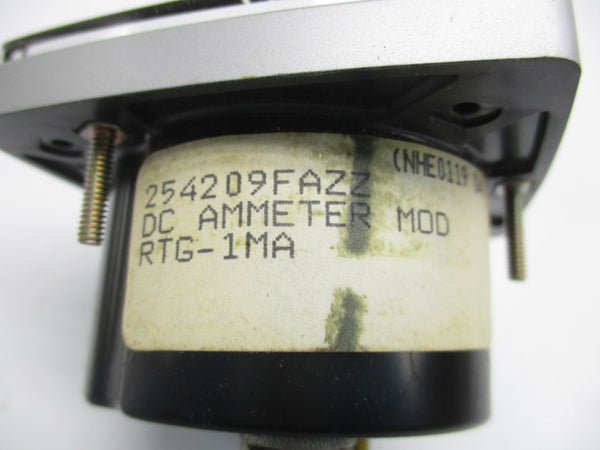 254209FAZZ (NHE0119
DC AMMETER MOD
RTG-1MA